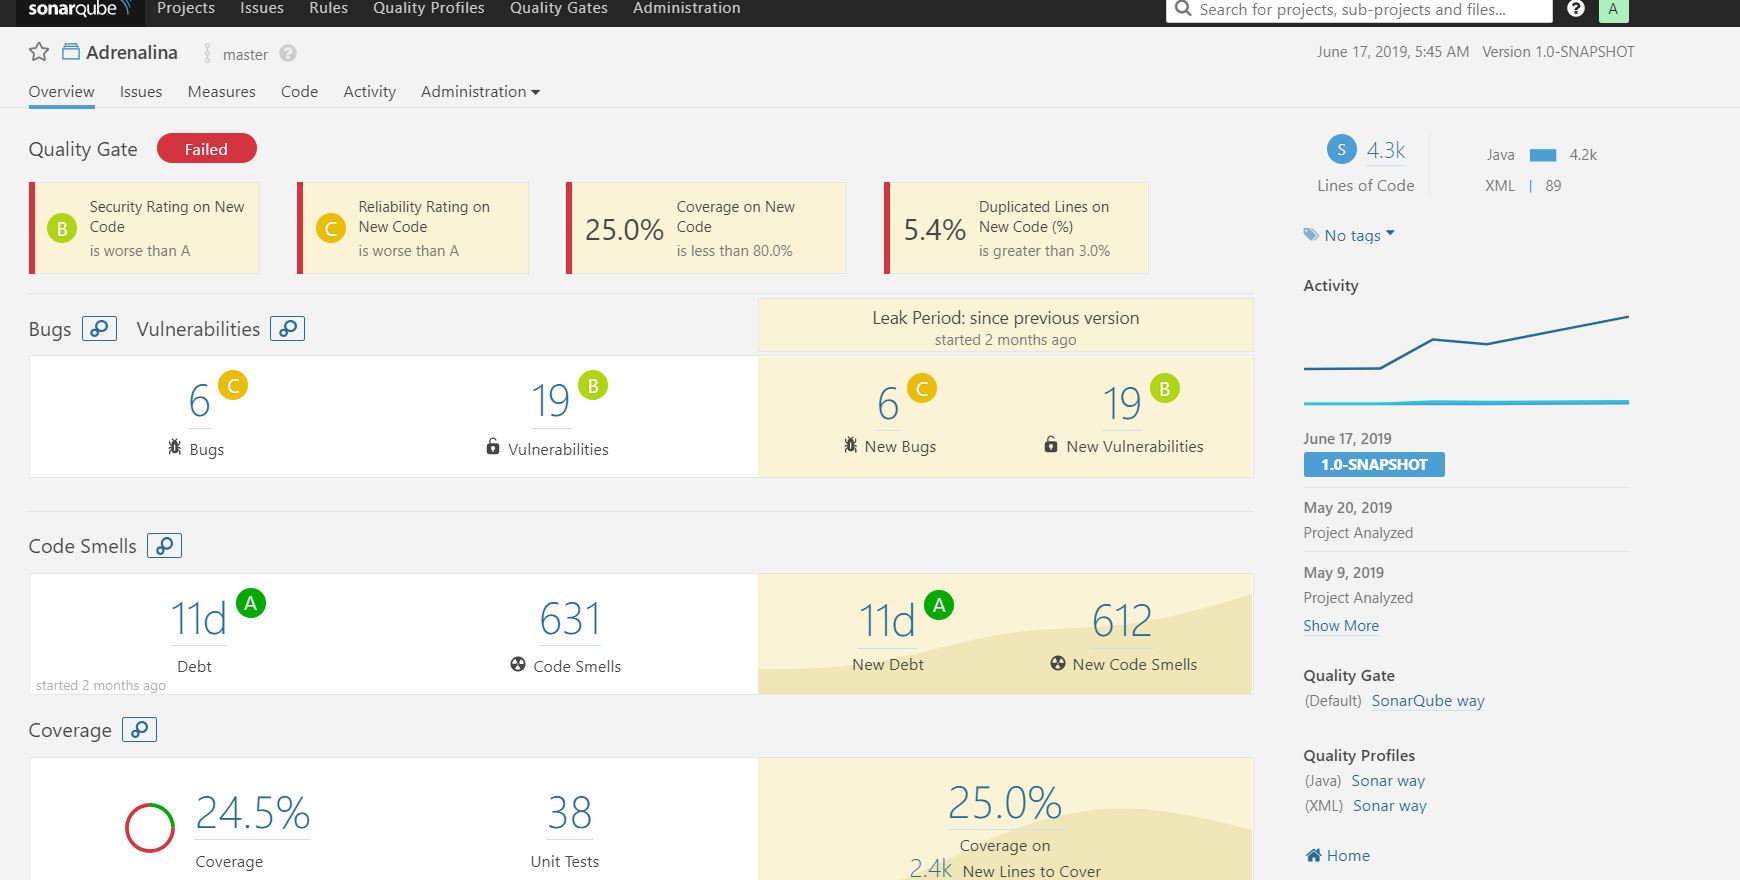 sonarqube Projects Issues Rules Quality Profiles Quality Gates Administration Search for projects, sub-projects and files... ? A
Adrenalina master ? June 17, 2019, 5:45 AM Version 1.0-SNAPSHOT
Overview Issues Measures Code Activity Administration
Quality Gate Failed
B Security Rating on New
Code
is worse than A
C Reliability Rating on
New Code
is worse than A
25.0% Coverage on New
Code
is less than 80.0%
5.4% Duplicated Lines on
New Code (%)
is greater than 3.0%
Bugs Vulnerabilities
Leak Period: since previous version
started 2 months ago
6 C
Bugs
19 B
Vulnerabilities
6 C
New Bugs
19 B
New Vulnerabilities
Code Smells
11d A
Debt
started 2 months ago
631
Code Smells
11d A
New Debt
612
New Code Smells
Coverage
24.5%
Coverage
38
Unit Tests
25.0%
Coverage on
2.4k New Lines to Cover
S 4.3k
Lines of Code
Java 4.2k
XML 89
No tags
Activity
June 17, 2019
1.0-SNAPSHOT
May 20, 2019
Project Analyzed
May 9, 2019
Project Analyzed
Show More
Quality Gate
(Default) SonarQube way
Quality Profiles
(Java) Sonar way
(XML) Sonar way
Home